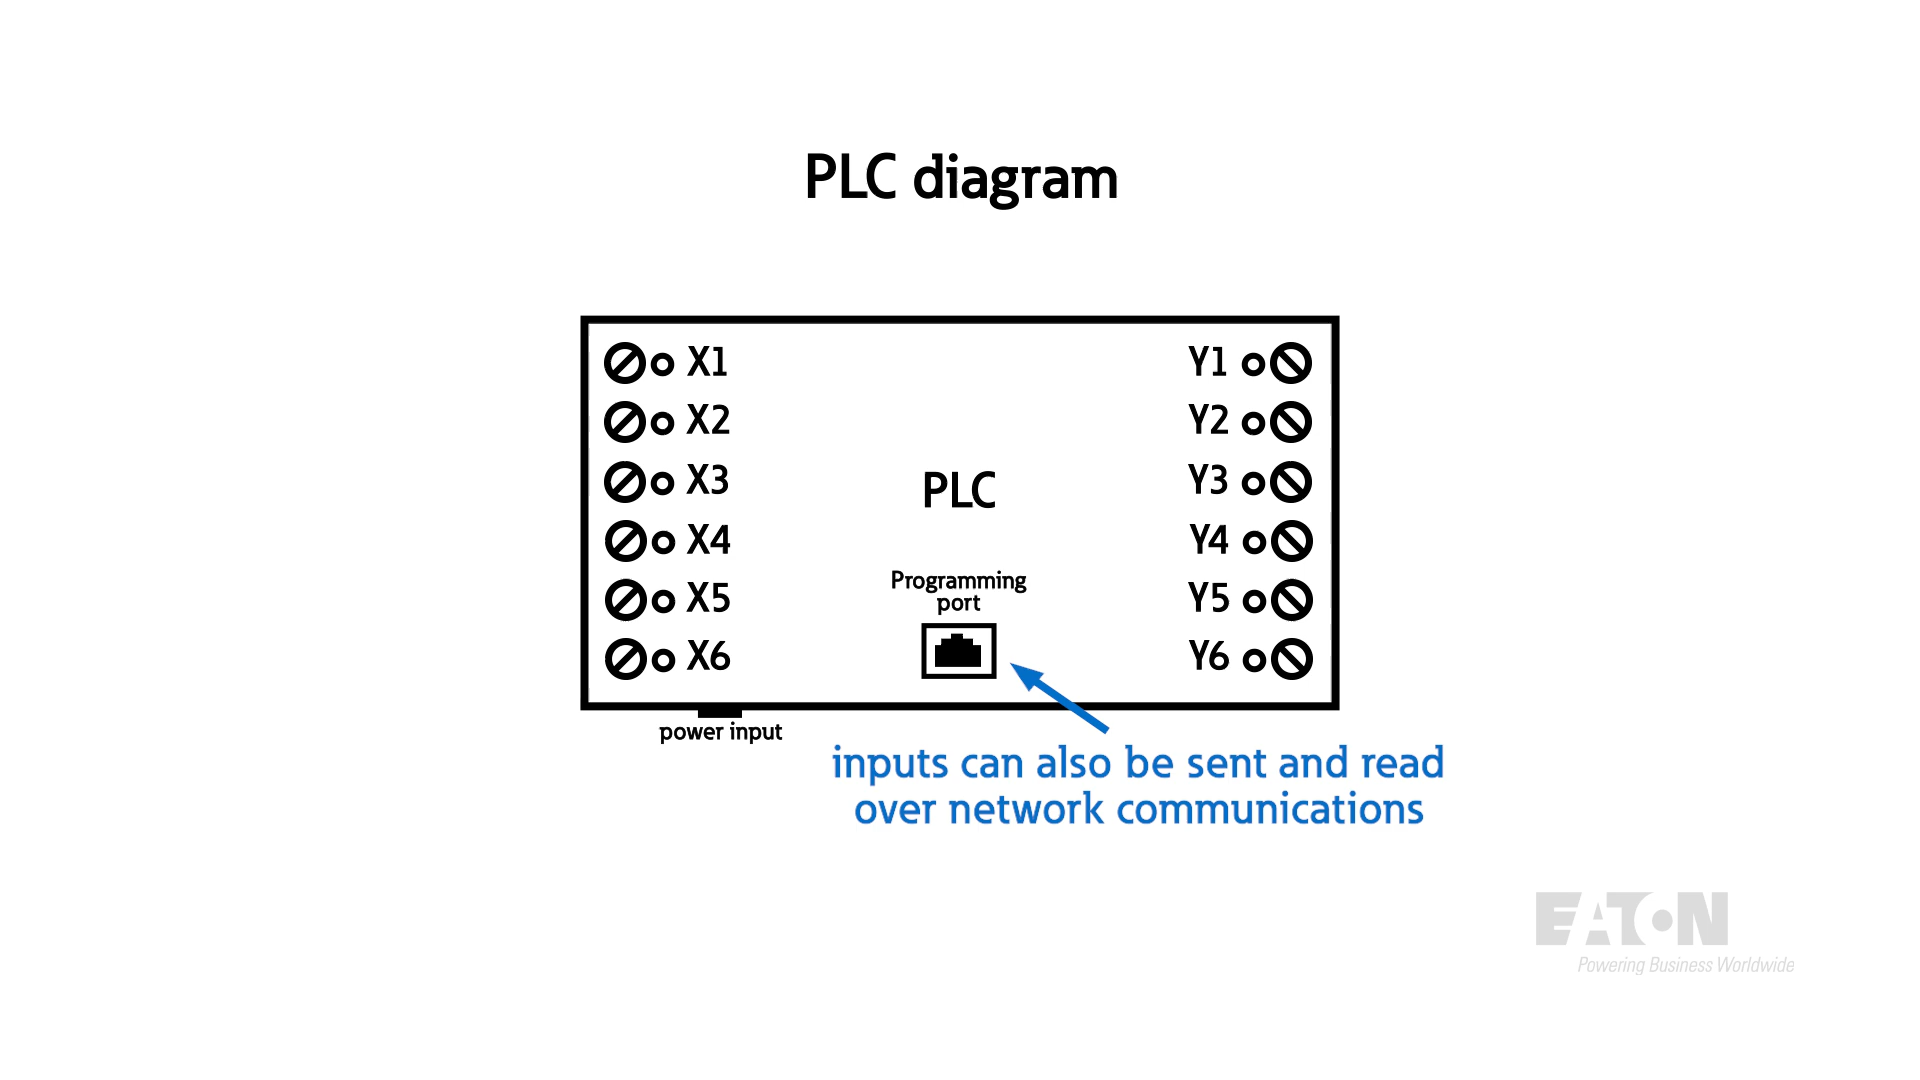 PLC diagram
X1
X2
X3
X4
X5
X6
Y1
Y2
Y3
Y4
Y5
Y6
PLC
Programming
port
power input
inputs can also be sent and read
over network communications
EATON
Powering Business Worldwide